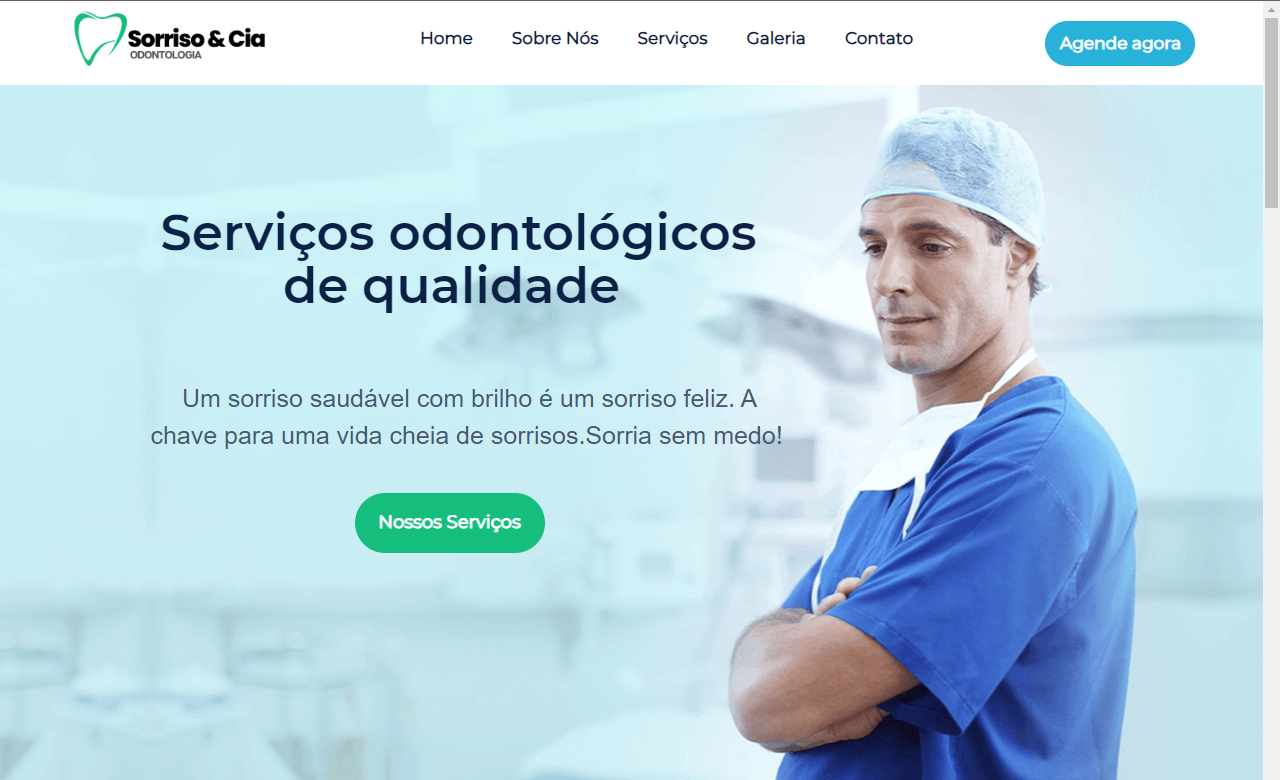 Sorriso & Cia
ODONTOLOGIA
Home
Sobre Nós
Serviços
Galeria
Contato
Agende agora
Serviços odontológicos
de qualidade
Um sorriso saudável com brilho é um sorriso feliz. A
chave para uma vida cheia de sorrisos.Sorria sem medo!
Nossos Serviços